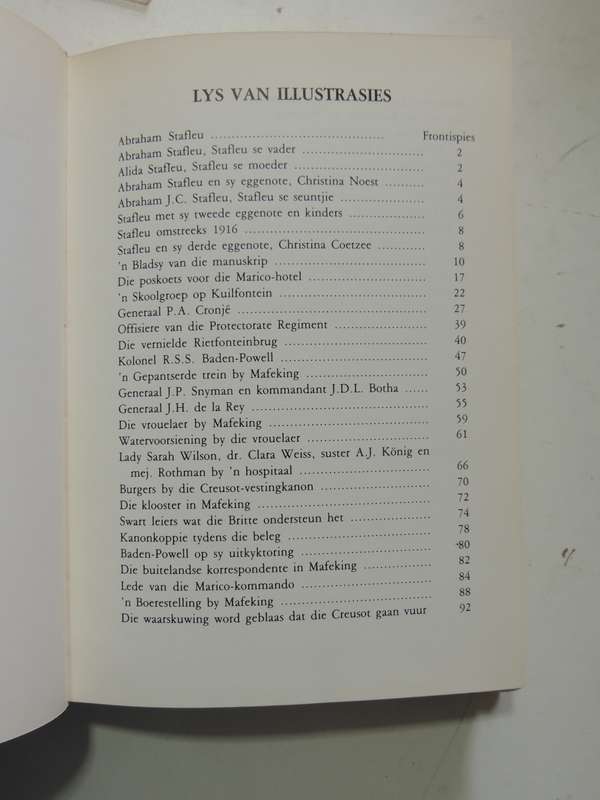 LYS VAN ILLUSTRASIES
Abraham Stafleu ........................................ Frontispies
Abraham Stafleu, Stafleu se vader ............................ 2
Alida Stafleu, Stafleu se moeder .............................. 2
Abraham Stafleu en sy eggenote, Christina Noest ......... 4
Abraham J.C. Stafleu, Stafleu se seuntjie ................... 4
Stafleu met sy tweede eggenote en kinders ................. 6
Stafleu omstreeks 1916 ......................................... 8
Stafleu en sy derde eggenote, Christina Coetzee ........... 8
'n Bladsy van die manuskrip ................................... 10
Die poskoets voor die Marico-hotel ........................... 17
'n Skoolgroep op Kuilfontein .................................. 22
Generaal P.A. Cronjë ............................................ 27
Offisiere van die Protectorate Regiment ..................... 39
Die vernielde Rietfonteinbrug .................................. 40
Kolonel R.S.S. Baden-Powell .................................. 47
'n Gepantserde trein by Mafeking ............................. 50
Generaal J.P. Snyman en kommandant J.D.L. Botha ...... 53
Generaal J.H. de la Rey ........................................ 55
Die vrouelaer by Mafeking ..................................... 59
Watervoorsiening by die vrouelaer ............................ 61
Lady Sarah Wilson, dr. Clara Weiss, suster A.J. König en
mej. Rothman by 'n hospitaal .............................. 66
Burgers by die Creusot-vestingkanon ......................... 70
Die klooster in Mafeking ....................................... 72
Swart leiers wat die Britte ondersteun het ................... 74
Kanonkoppie tydens die beleg ................................. 78
Baden-Powell op sy uitkyktoring .............................. 80
Die buitelandse korrespondente in Mafeking ................ 82
Lede van die Marico-kommando ............................... 84
'n Boerestelling by Mafeking ................................... 88
Die waarskuwing word geblaas dat die Creusot gaan vuur 92